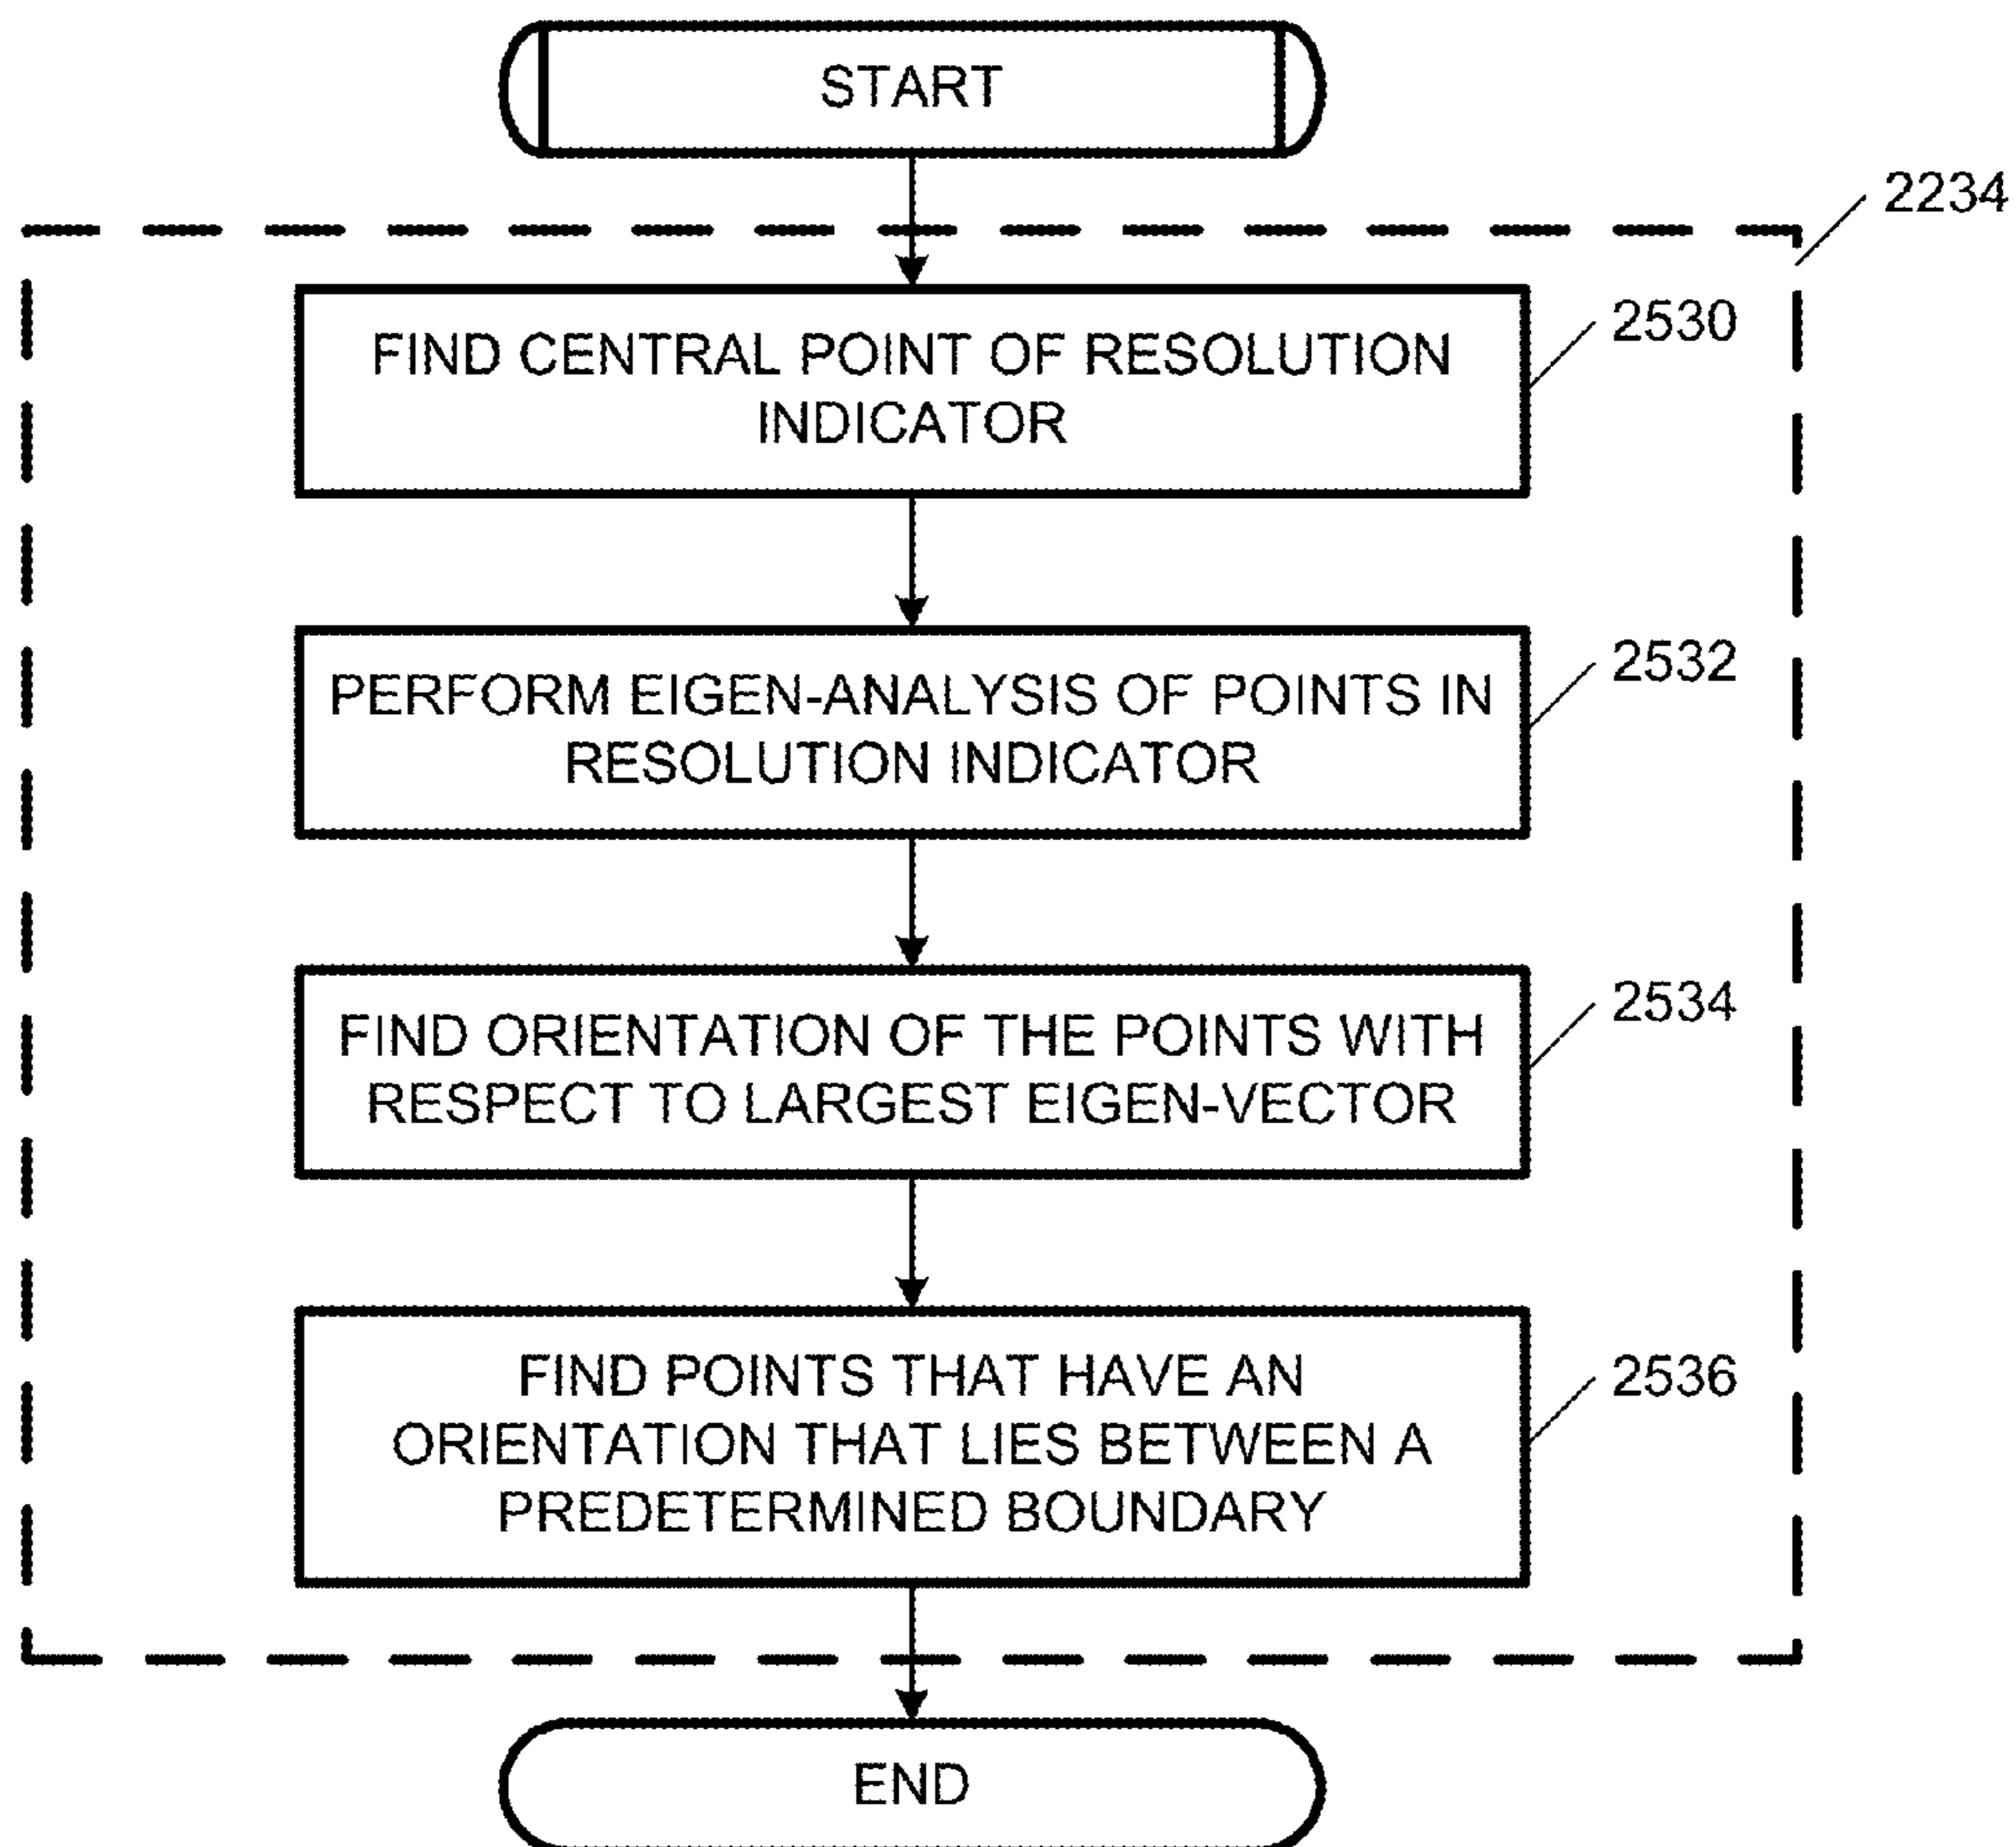 START
2234
FIND CENTRAL POINT OF RESOLUTION
INDICATOR
2530
PERFORM EIGEN-ANALYSIS OF POINTS IN
RESOLUTION INDICATOR
2532
FIND ORIENTATION OF THE POINTS WITH
RESPECT TO LARGEST EIGEN-VECTOR
2534
FIND POINTS THAT HAVE AN
ORIENTATION THAT LIES BETWEEN A
PREDETERMINED BOUNDARY
2536
END